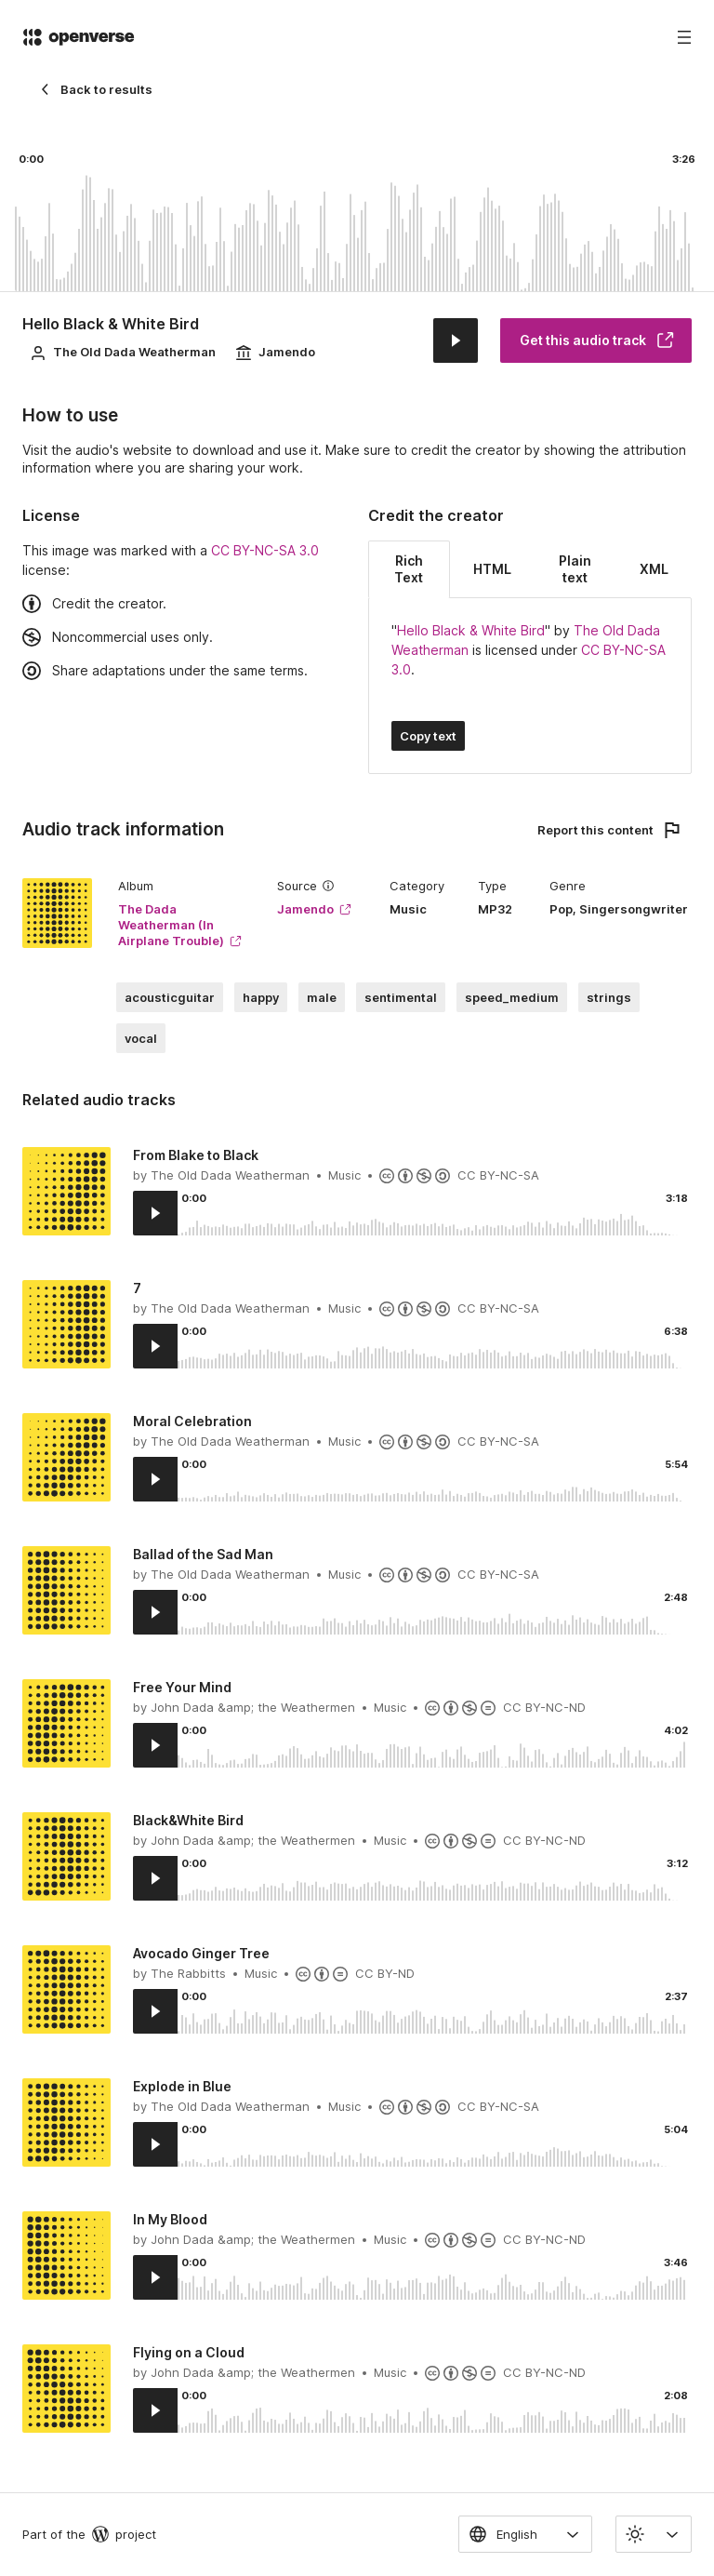 openverse
Back to results
0:00
3:26
Hello Black & White Bird
The Old Dada Weatherman
Jamendo
Get this audio track
How to use
Visit the audio's website to download and use it. Make sure to credit the creator by showing the attribution
information where you are sharing your work.
License
This image was marked with a CC BY-NC-SA 3.0
license:
Credit the creator.
Noncommercial uses only.
Share adaptations under the same terms.
Credit the creator
Rich
Text
HTML
Plain
text
XML
"Hello Black & White Bird" by The Old Dada
Weatherman is licensed under CC BY-NC-SA
3.0.
Copy text
Audio track information
Report this content
Album
The Dada
Weatherman (In
Airplane Trouble)
Source
Jamendo
Category
Music
Type
MP32
Genre
Pop, Singersongwriter
acousticguitar
happy
male
sentimental
speed_medium
strings
vocal
Related audio tracks
From Blake to Black
by The Old Dada Weatherman • Music • CC BY-NC-SA
0:00
3:18
7
by The Old Dada Weatherman • Music • CC BY-NC-SA
0:00
6:38
Moral Celebration
by The Old Dada Weatherman • Music • CC BY-NC-SA
0:00
5:54
Ballad of the Sad Man
by The Old Dada Weatherman • Music • CC BY-NC-SA
0:00
2:48
Free Your Mind
by John Dada &amp; the Weathermen • Music • CC BY-NC-ND
0:00
4:02
Black&White Bird
by John Dada &amp; the Weathermen • Music • CC BY-NC-ND
0:00
3:12
Avocado Ginger Tree
by The Rabbitts • Music • CC BY-ND
0:00
2:37
Explode in Blue
by The Old Dada Weatherman • Music • CC BY-NC-SA
0:00
5:04
In My Blood
by John Dada &amp; the Weathermen • Music • CC BY-NC-ND
0:00
3:46
Flying on a Cloud
by John Dada &amp; the Weathermen • Music • CC BY-NC-ND
0:00
2:08
Part of the project
English